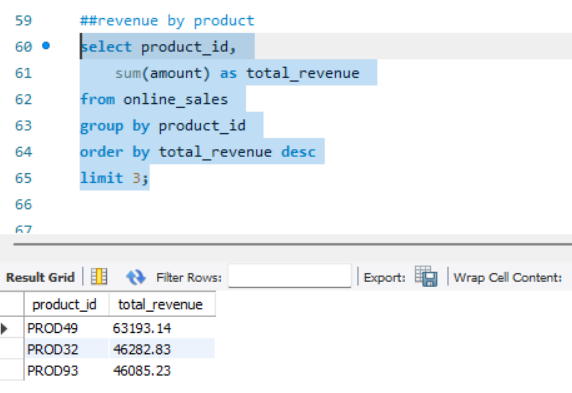 59 ##revenue by product
60 select product_id,
61 sum(amount) as total_revenue
62 from online_sales
63 group by product_id
64 order by total_revenue desc
65 limit 3;
66
67
Result Grid Filter Rows: Export: Wrap Cell Content:
product_id total_revenue
PROD49 63193.14
PROD32 46282.83
PROD93 46085.23